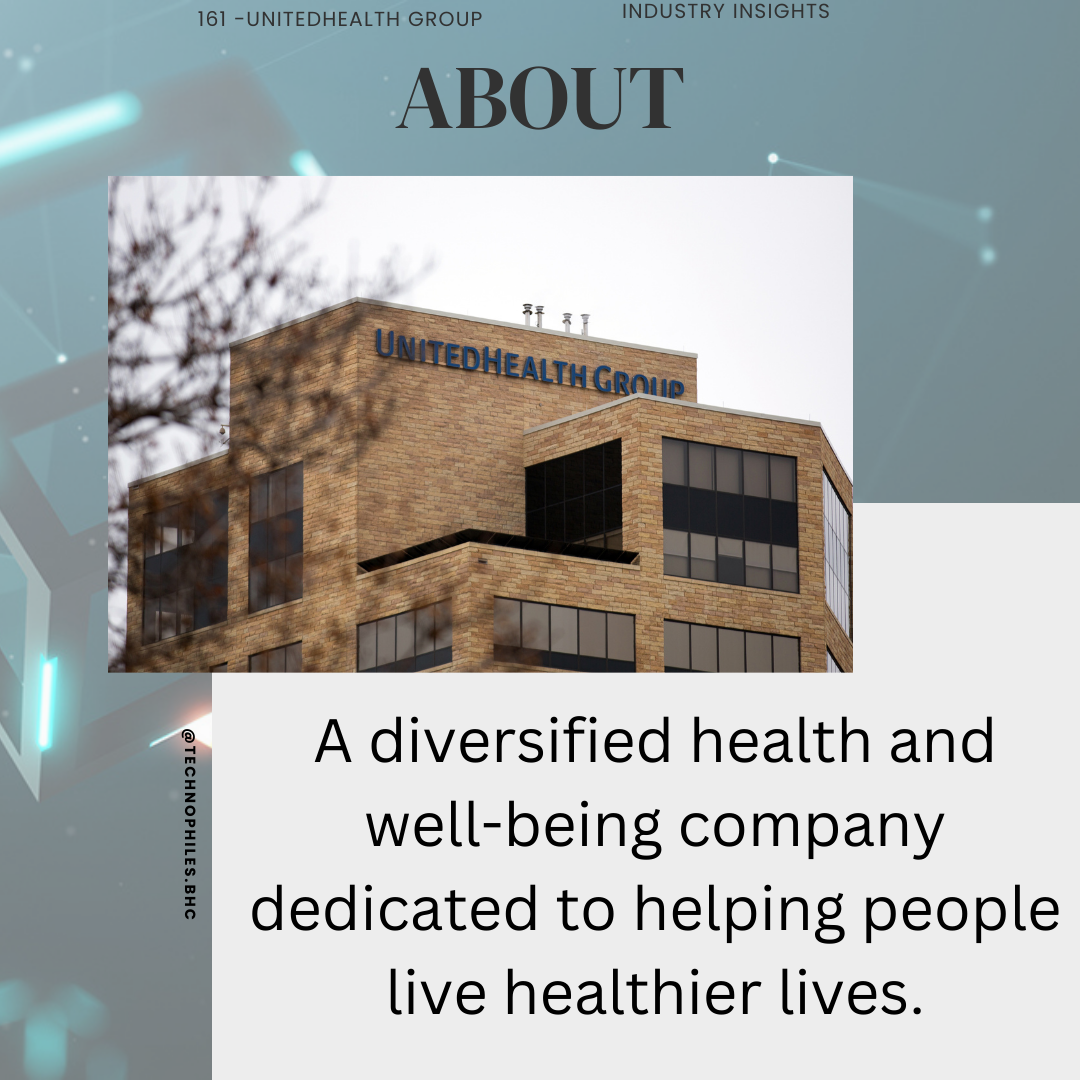 161 -UNITEDHEALTH GROUP
INDUSTRY INSIGHTS
ABOUT
UNITEDHEALTH GROUP
A diversified health and
well-being company
dedicated to helping people
live healthier lives.
@TECHNOPHILES.BHC